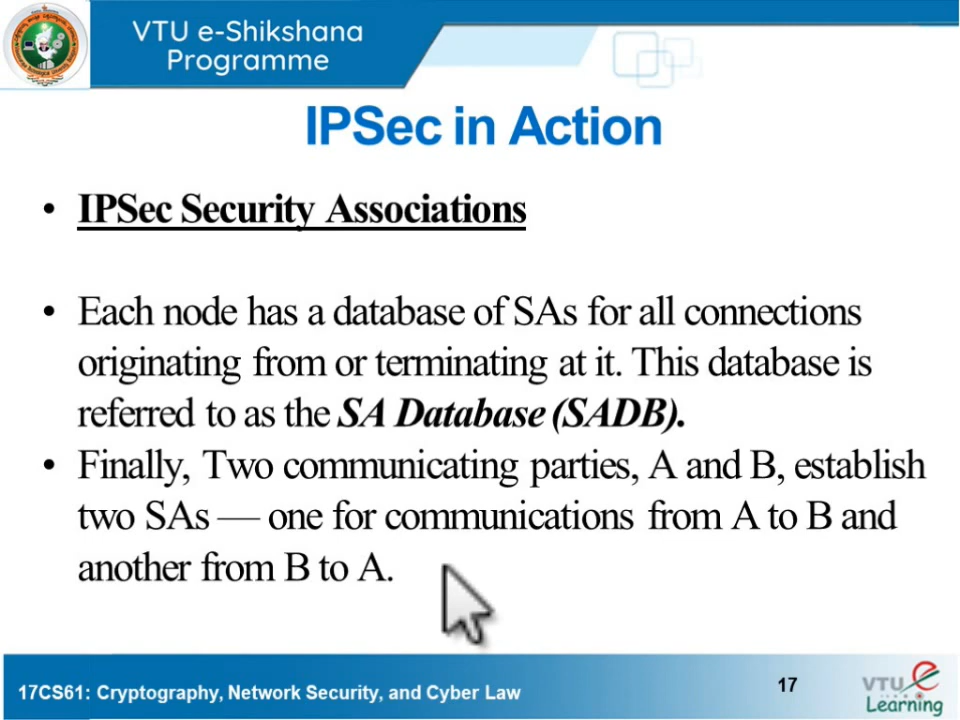 VTU e-Shikshana
Programme
IPSec in Action
• IPSec Security Associations
• Each node has a database of SAs for all connections
originating from or terminating at it. This database is
referred to as the SA Database (SADB).
• Finally, Two communicating parties, A and B, establish
two SAs — one for communications from A to B and
another from B to A.
17CS61: Cryptography, Network Security, and Cyber Law
17
VTU
Learning